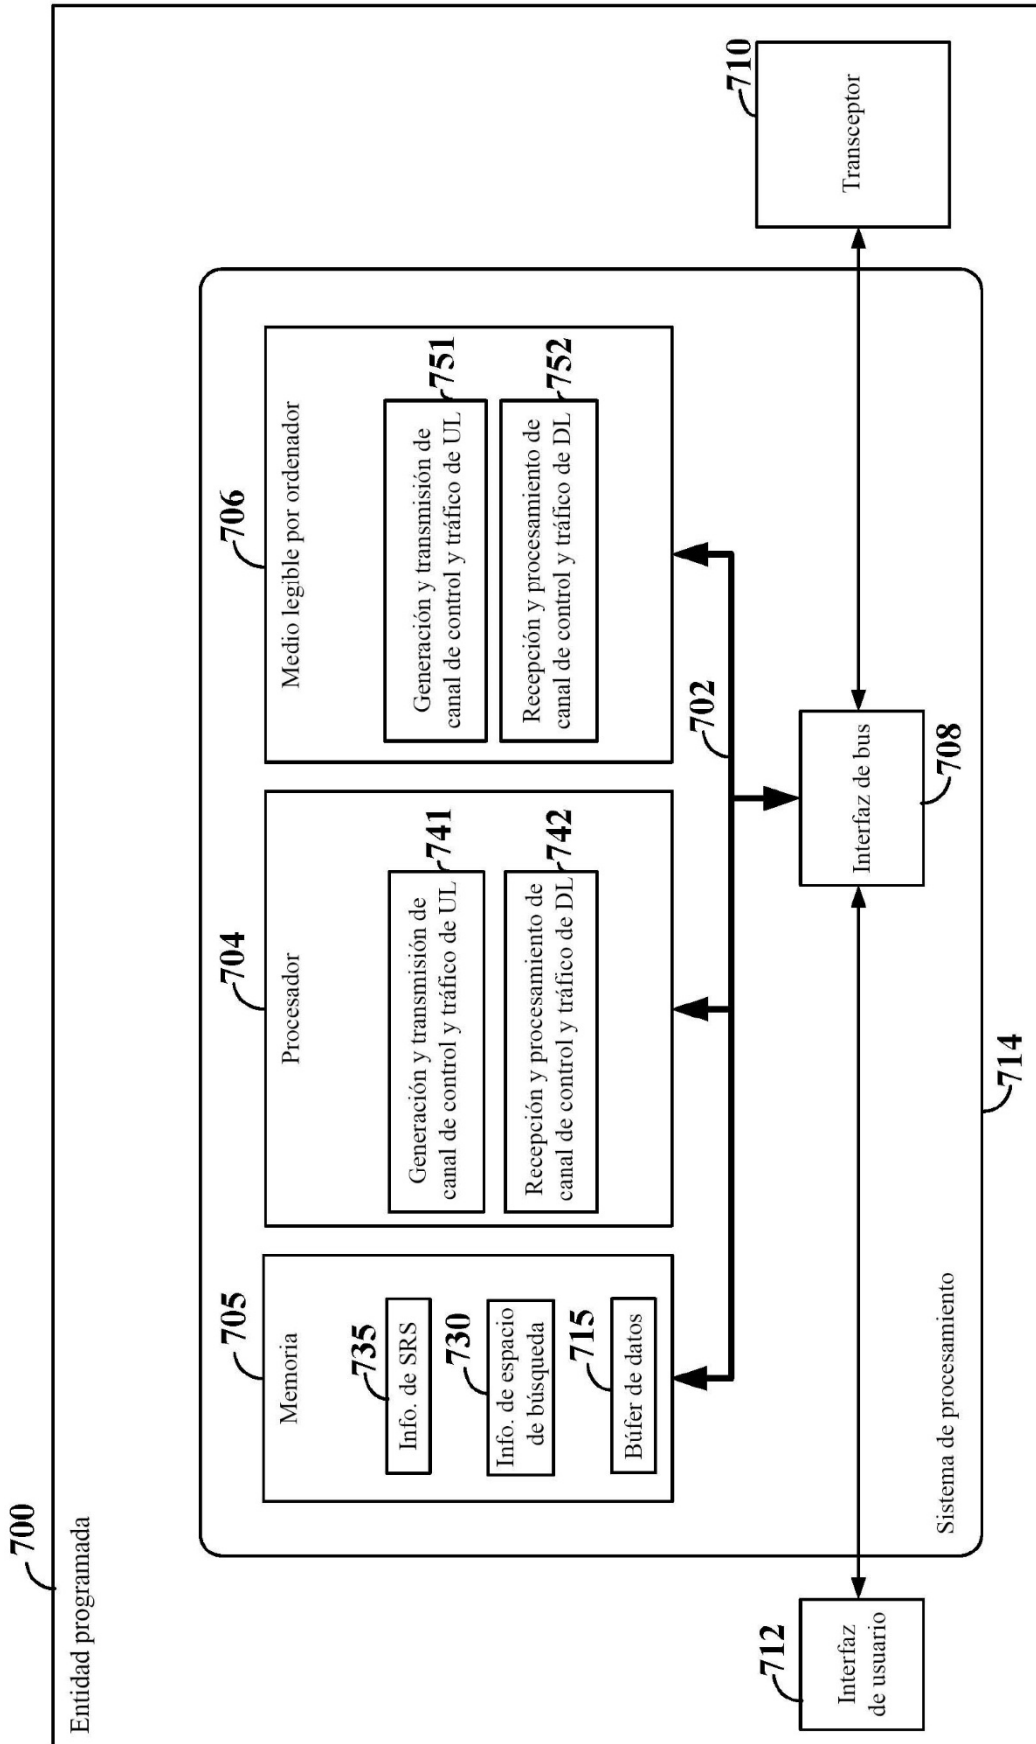 700
Entidad programada
705
Memoria
735
Info. de SRS
730
Info. de espacio
de búsqueda
715
Búfer de datos
704
Procesador
741
Generación y transmisión de
canal de control y tráfico de UL
742
Recepción y procesamiento de
canal de control y tráfico de DL
706
Medio legible por ordenador
751
Generación y transmisión de
canal de control y tráfico de UL
752
Recepción y procesamiento de
canal de control y tráfico de DL
702
712
Interfaz
de usuario
Interfaz de bus
708
710
Transceptor
Sistema de procesamiento
714